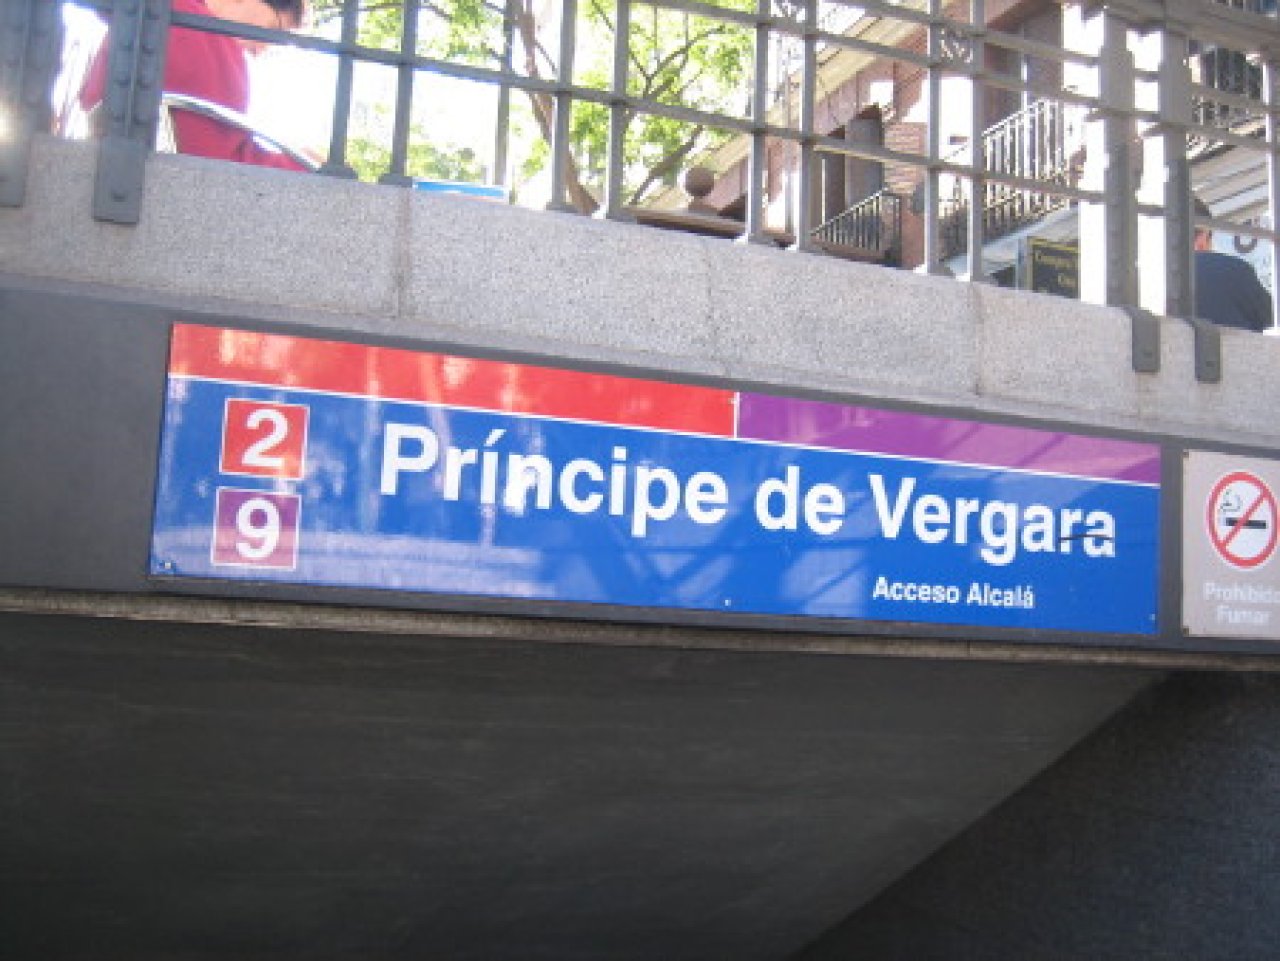 2
9
Príncipe de Vergara
Acceso Alcalá
Prohibido
Fumar